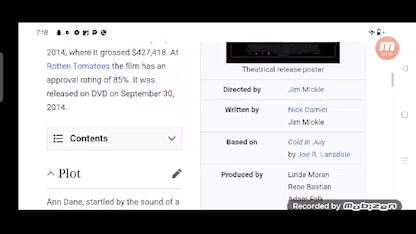 7:18
2014, where it grossed $427,418. At
Rotten Tomatoes the film has an
approval rating of 85%. It was
released on DVD on September 30,
2014.
Contents
Plot
Ann Dane, startled by the sound of a
Theatrical release poster
Directed by Jim Mickle
Written by Nick Damici
Jim Mickle
Based on Cold in July
by Joe R. Lansdale
Produced by Linda Moran
Rene Bastian
Adam Folk
Recorded by Mobizen